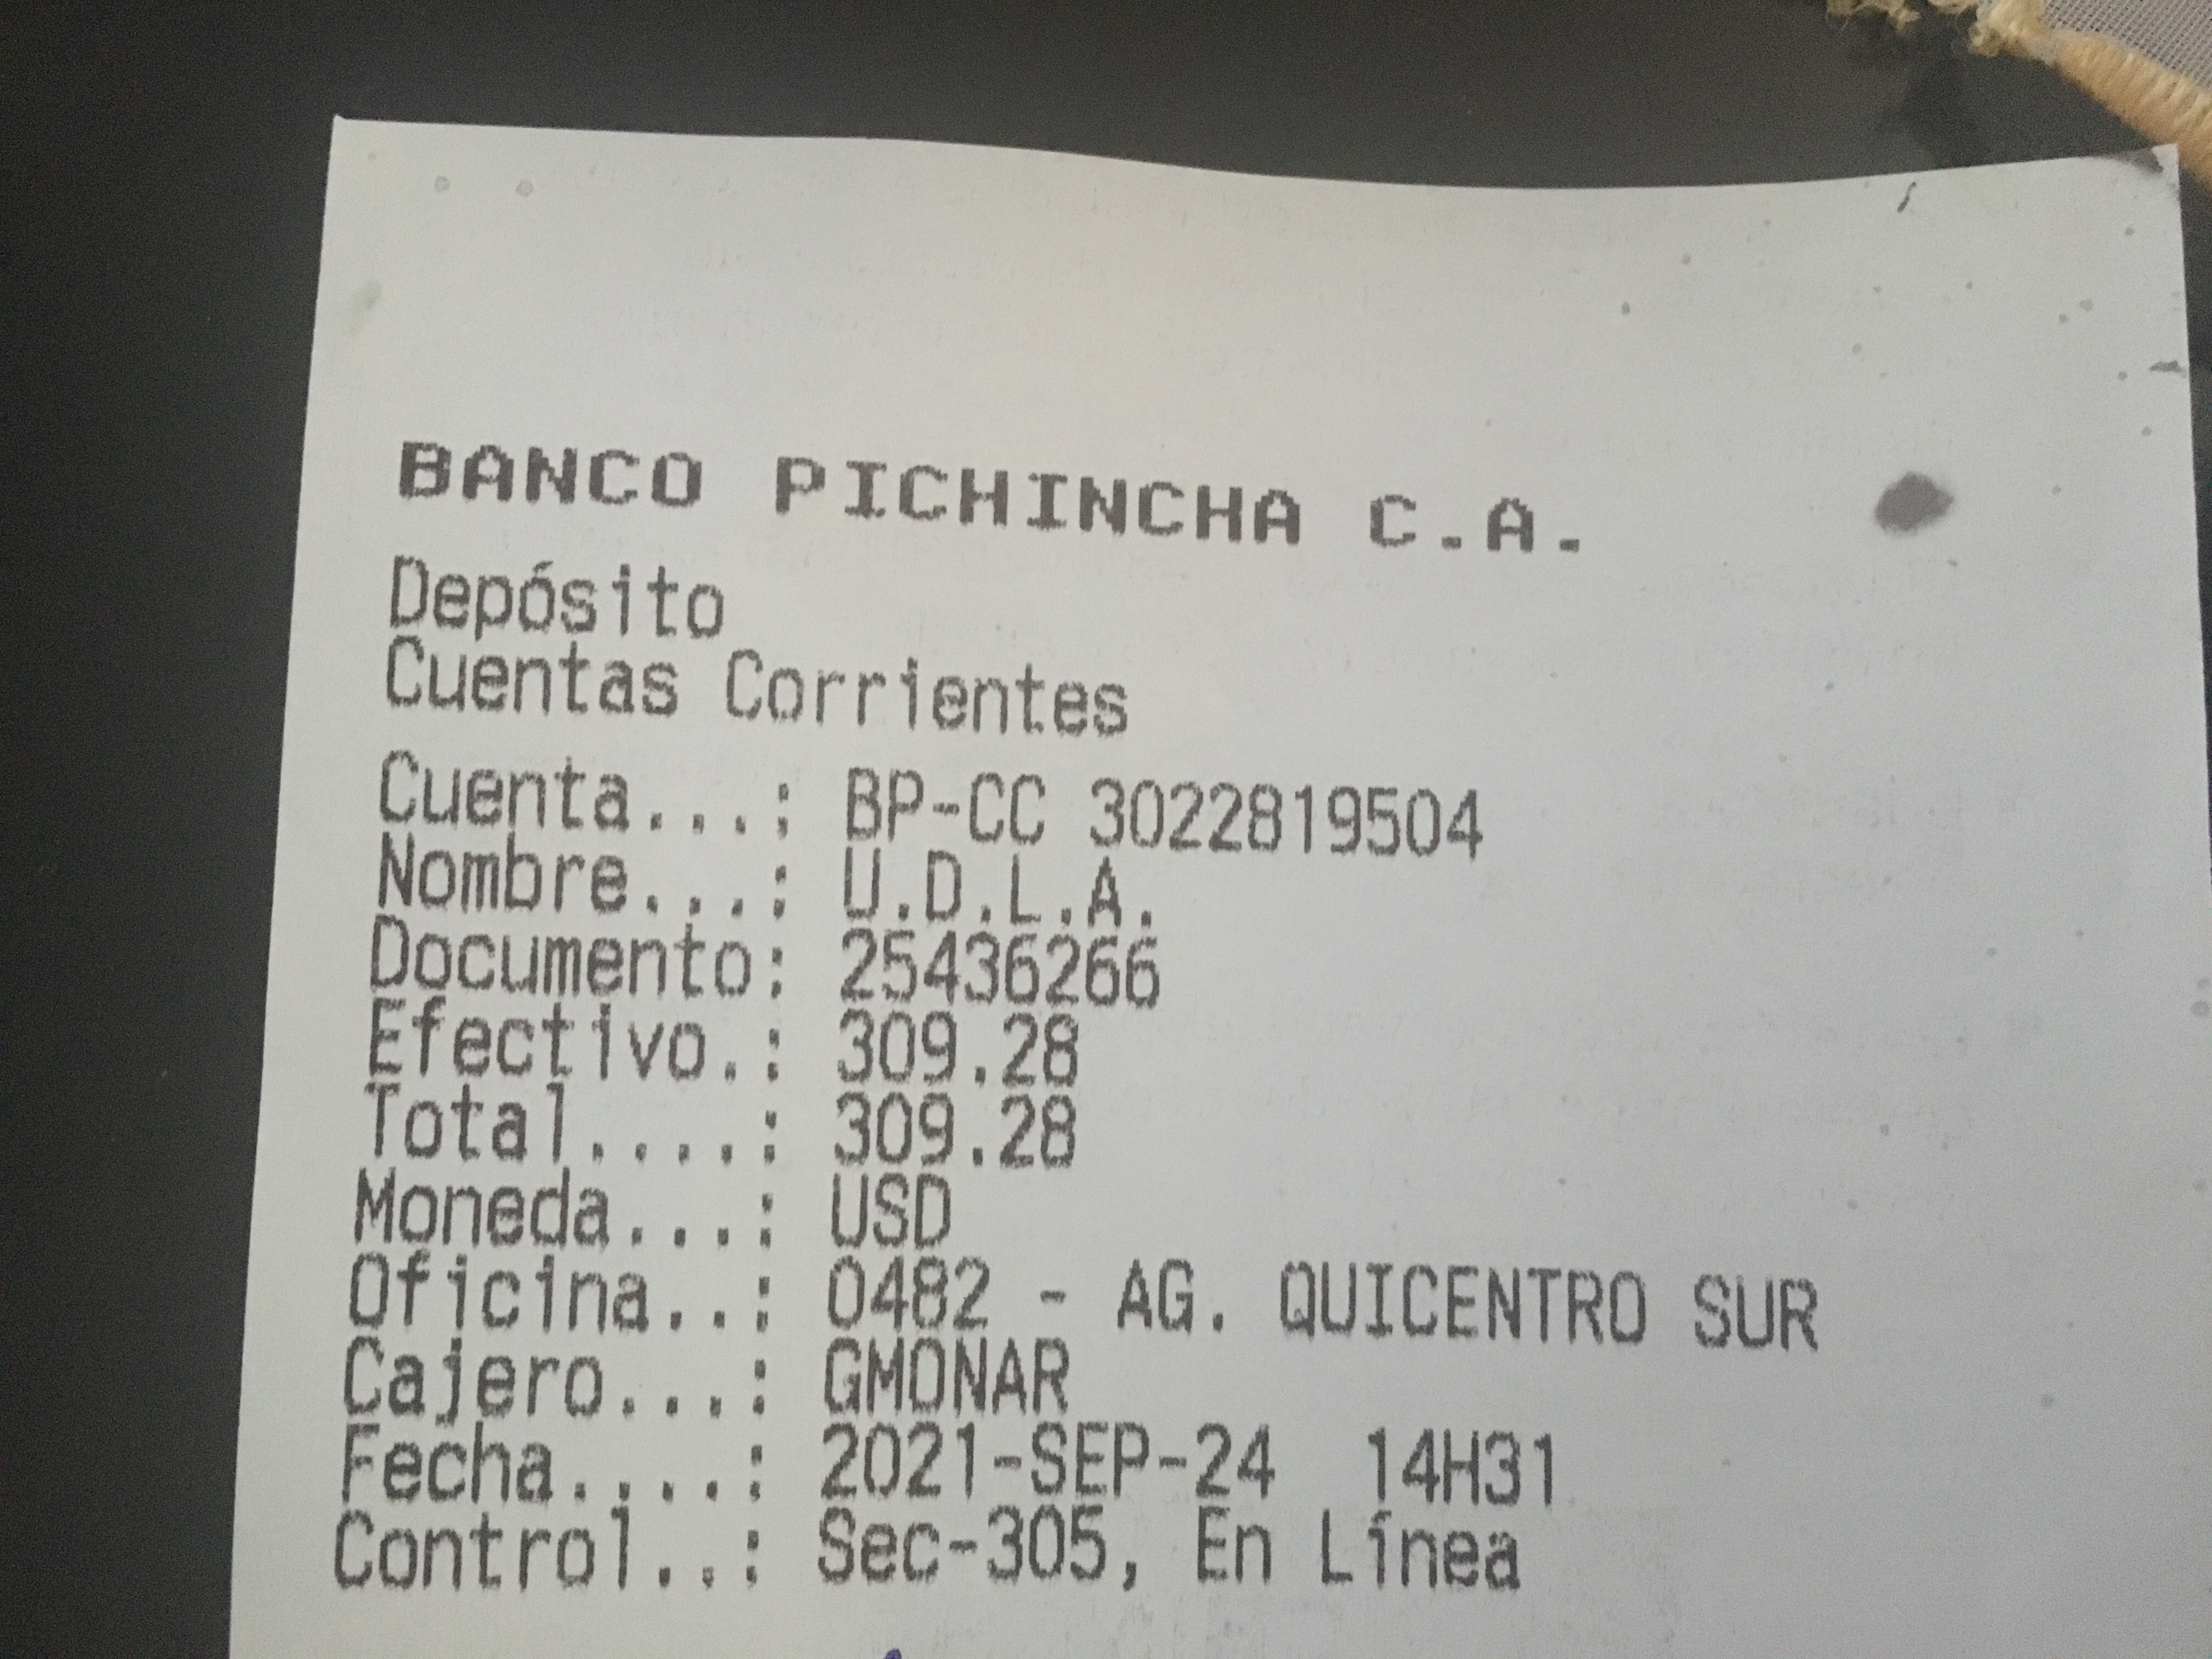 BANCO PICHINCHA C.A.
Depósito
Cuentas Corrientes
Cuenta...: BP-CC 3022819504
Nombre...: U.D.L.A.
Documento: 25436266
Efectivo.: 309.28
Total....: 309.28
Moneda...: USD
Oficina..: 0482 - AG. QUICENTRO SUR
Cajero...: GMONAR
Fecha....: 2021-SEP-24  14H31
Control..: Sec-305, En Línea